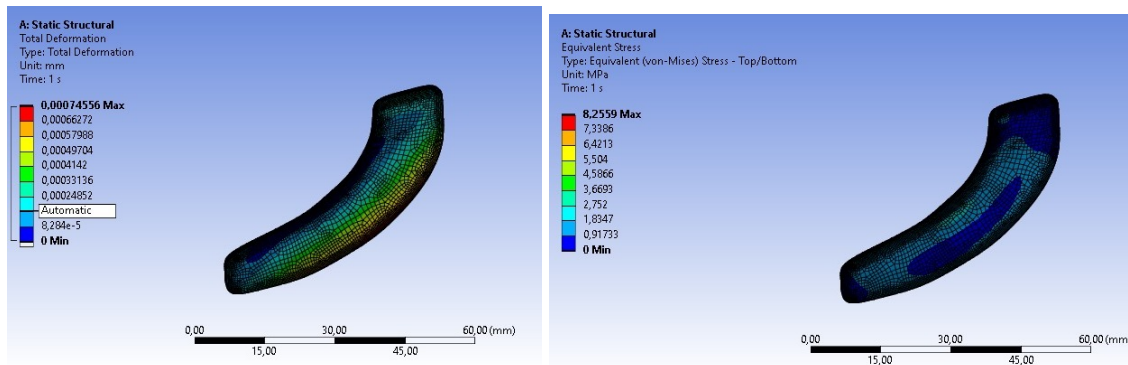 A: Static Structural
Total Deformation
Type: Total Deformation
Unit: mm
Time: 1 s
0,00074556 Max
0,00066272
0,00057988
0,00049704
0,0004142
0,00033136
0,00024852
Automatic
8,284e-5
0 Min
0,00
30,00
60,00 (mm)
15,00
45,00
A: Static Structural
Equivalent Stress
Type: Equivalent (von-Mises) Stress - Top/Bottom
Unit: MPa
Time: 1 s
8,2559 Max
7,3386
6,4213
5,504
4,5866
3,6693
2,752
1,8347
0,91733
0 Min
0,00
30,00
60,00 (mm
15,00
45,00